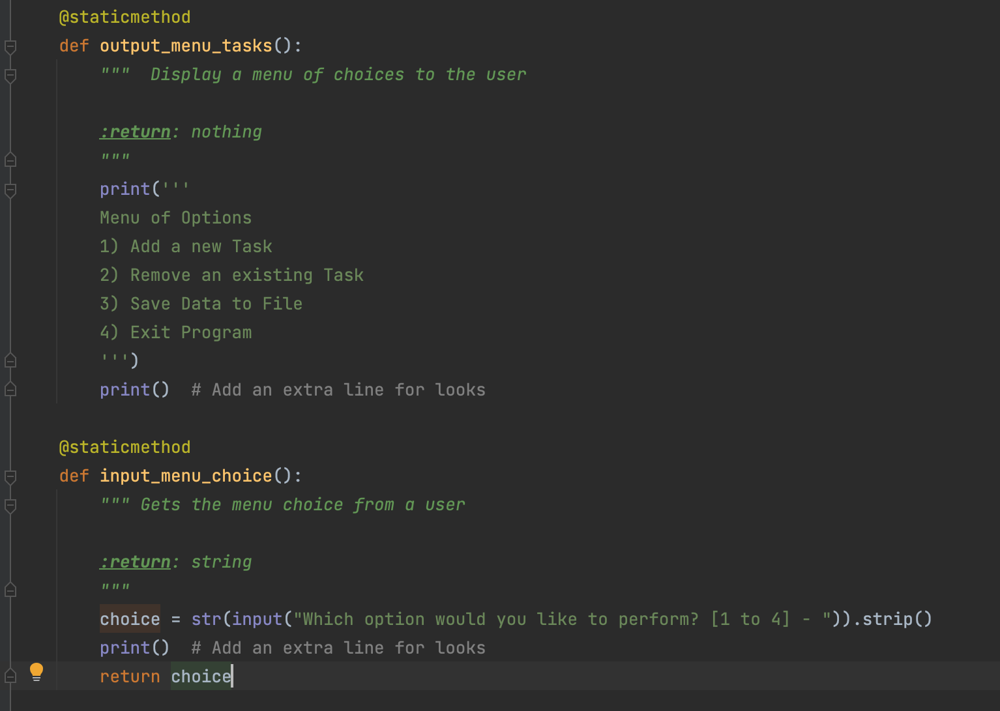 @staticmethod
def output_menu_tasks():
    """  Display a menu of choices to the user

    :return: nothing
    """
    print('''
    Menu of Options
    1) Add a new Task
    2) Remove an existing Task
    3) Save Data to File
    4) Exit Program
    ''')
    print()  # Add an extra line for looks

@staticmethod
def input_menu_choice():
    """ Gets the menu choice from a user

    :return: string
    """
    choice = str(input("Which option would you like to perform? [1 to 4] - ")).strip()
    print()  # Add an extra line for looks
    return choice